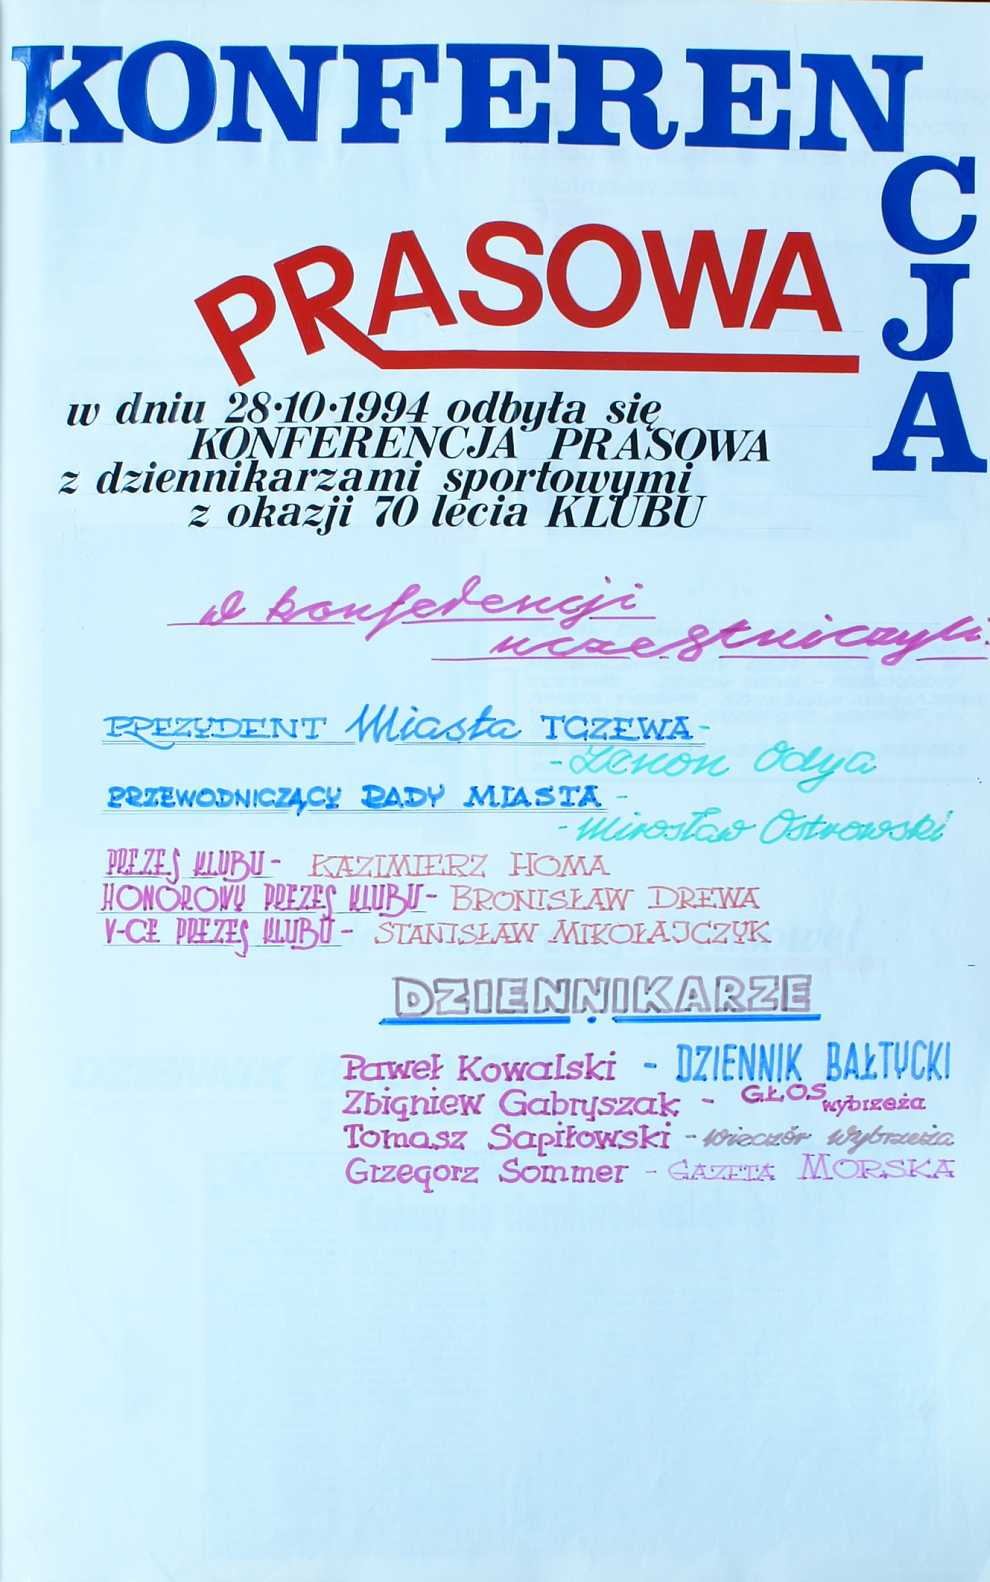 KONFERENCJA
PRASOWA
w dniu 28·10·1994 odbyła się
KONFERENCJA PRASOWA
z dziennikarzami sportowymi
z okazji 70 lecia KLUBU
W konferencji
uczestniczyli:
PREZYDENT Miasta TCZEWA-
-Zenon Odya
PRZEWODNICZĄCY RADY MIASTA -
-Mirosław Ostrowski
PREZES KLUBU - KAZIMIERZ HOMA
HONOROWY PREZES KLUBU - BRONISŁAW DREWA
V-CE PREZES KLUBU - STANISŁAW MIKOŁAJCZYK
DZIENNIKARZE
Paweł Kowalski - DZIENNIK BAŁTYCKI
Zbigniew Gabryszak - GŁOS wybrzeża
Tomasz Sapiłowski - Wieczór Wybrzeża
Grzegorz Sommer - GAZETA MORSKA